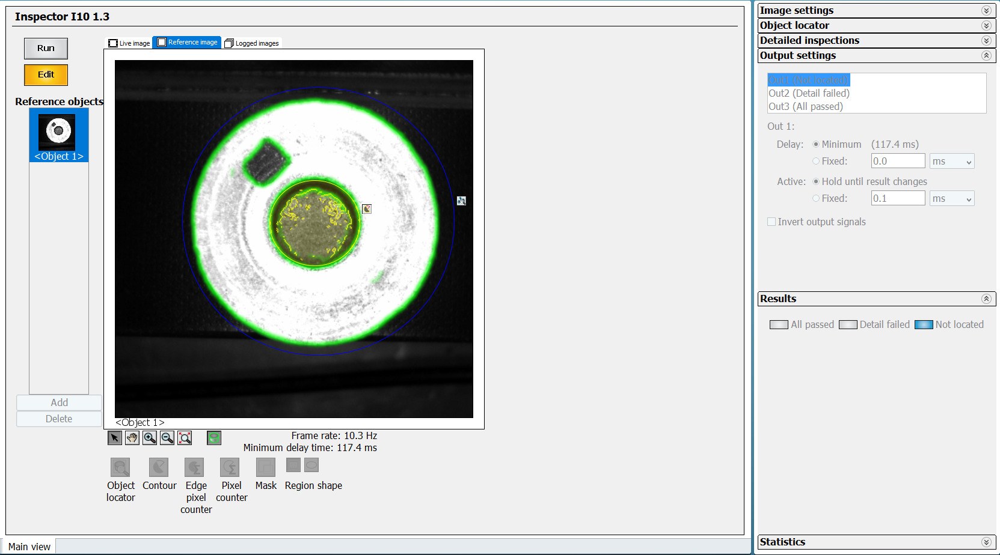 Inspector I10 1.3
Run
Edit
Live image
Reference image
Logged images
Reference objects
<Object 1>
Add
Delete
<Object 1>
Frame rate: 10.3 Hz
Minimum delay time: 117.4 ms
Object locator
Contour
Edge pixel counter
Pixel counter
Mask
Region shape
Main view
Image settings
Object locator
Detailed inspections
Output settings
Out1 (Not located)
Out2 (Detail failed)
Out3 (All passed)
Out 1:
Delay: Minimum (117.4 ms)
Fixed: 0.0 ms
Active: Hold until result changes
Fixed: 0.1 ms
Invert output signals
Results
All passed Detail failed Not located
Statistics